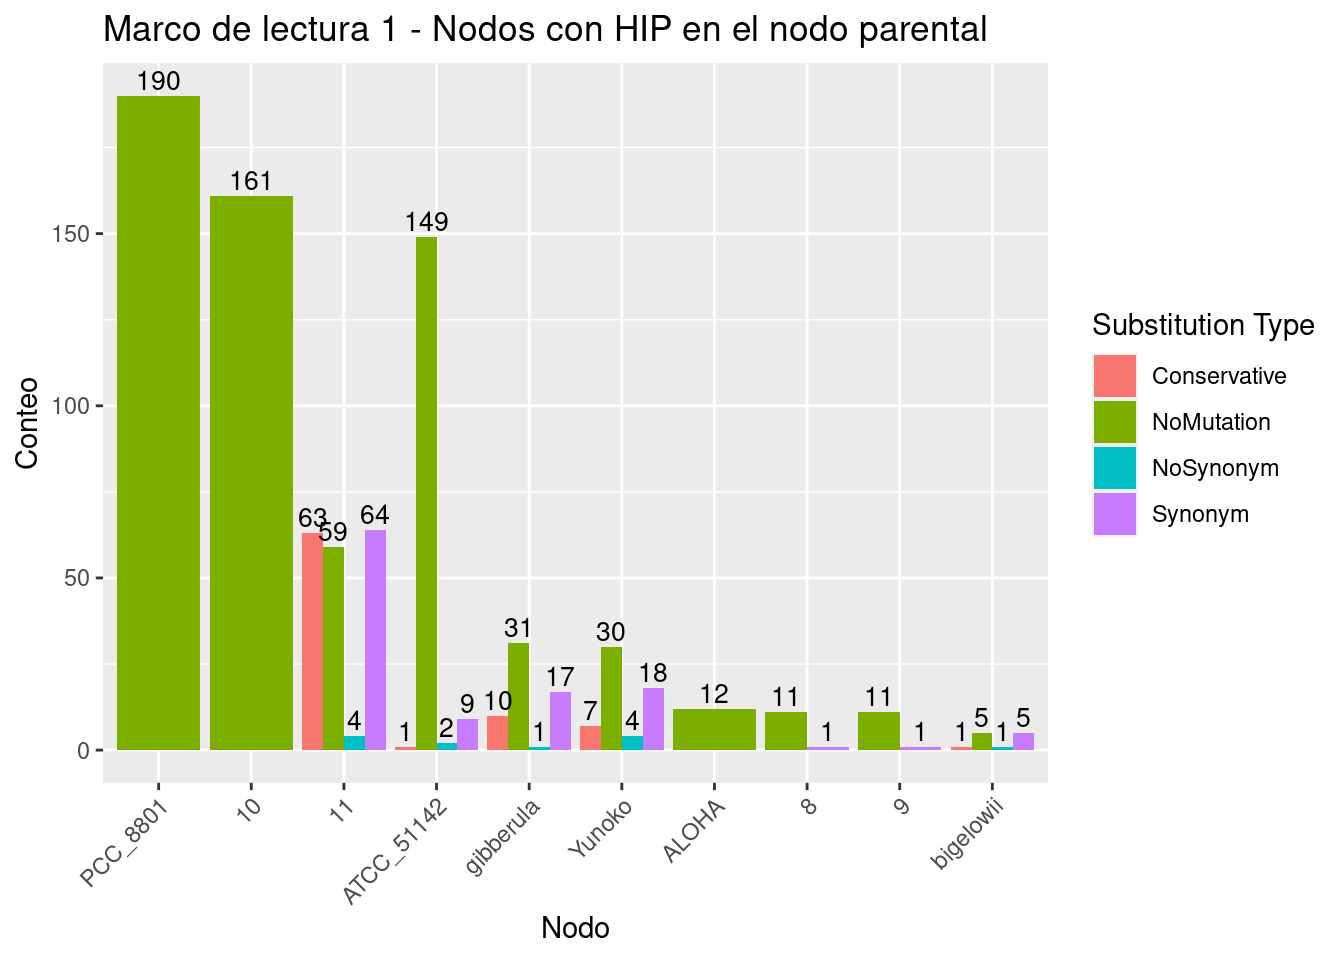 Marco de lectura 1 - Nodos con HIP en el nodo parental
190
161
149
63
59
64
4
1
2
9
10
31
1
17
7
30
4
18
12
11
1
11
1
1
5
1
5
150
100
50
0
Conteo
PCC_8801
10
11
ATCC_51142
gibberula
Yunoko
ALOHA
8
9
bigelowii
Nodo
Substitution Type
Conservative
NoMutation
NoSynonym
Synonym